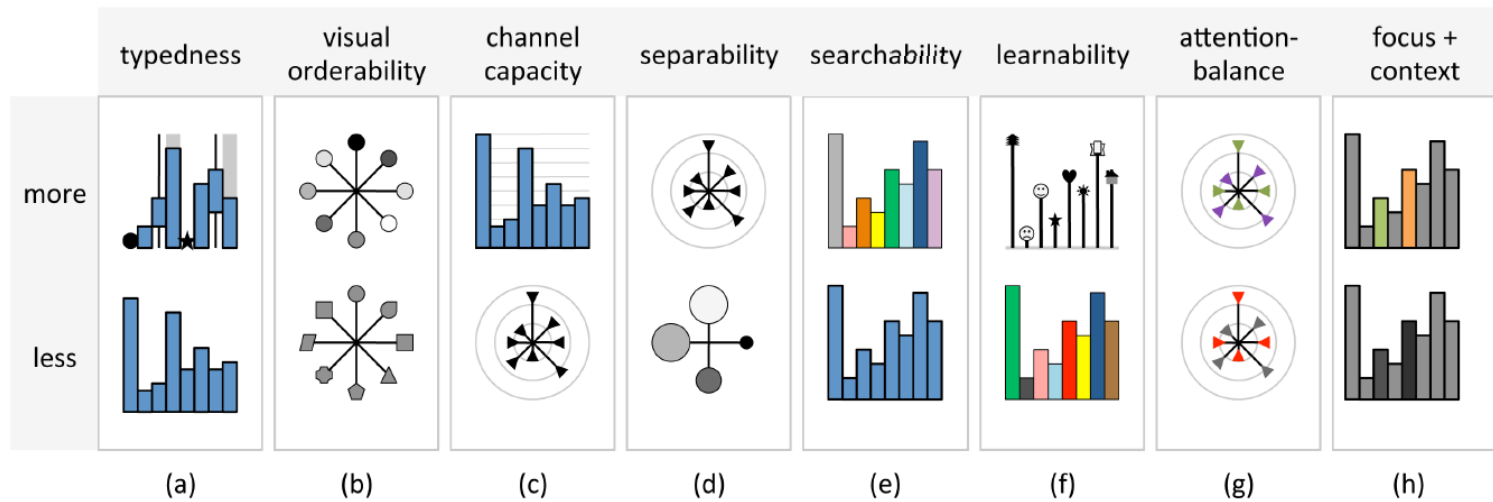 typedness
visual
orderability
channel
capacity
separability
searchability
learnability
attention-
balance
focus +
context
more
less
(a)
(b)
(c)
(d)
(e)
(f)
(g)
(h)